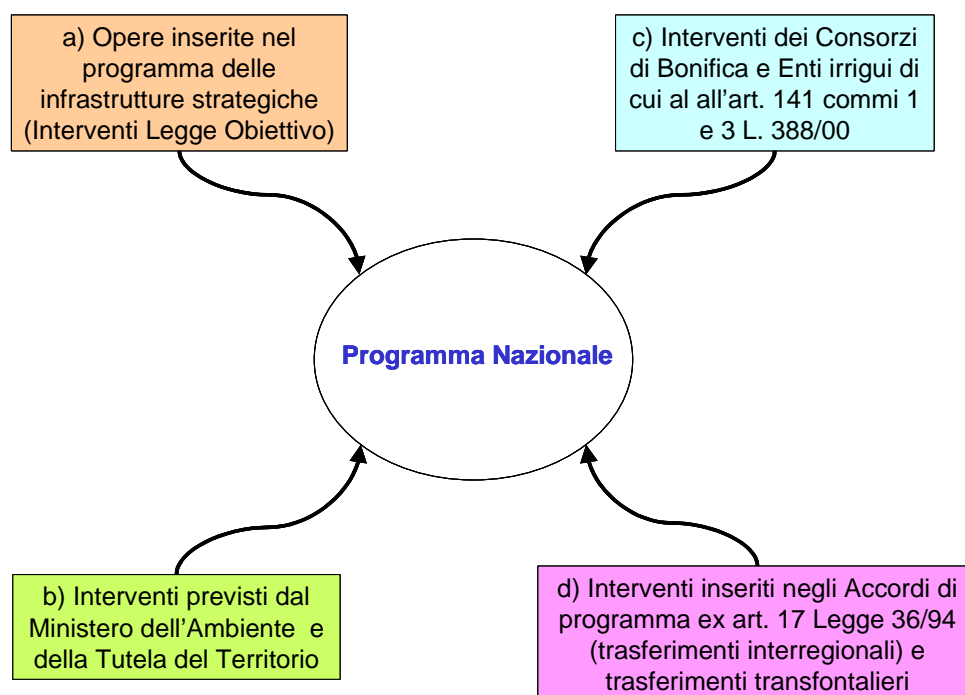 a) Opere inserite nel
programma delle
infrastrutture strategiche
(Interventi Legge Obiettivo)
c) Interventi dei Consorzi
di Bonifica e Enti irrigui di
cui al all'art. 141 commi 1
e 3 L. 388/00
Programma Nazionale
b) Interventi previsti dal
Ministero dell'Ambiente e
della Tutela del Territorio
d) Interventi inseriti negli Accordi di
programma ex art. 17 Legge 36/94
(trasferimenti interregionali) e
trasferimenti transfontalieri